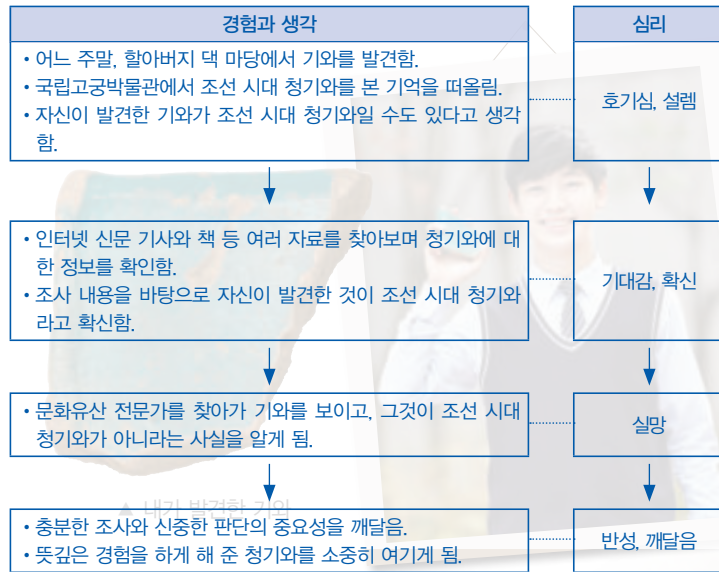 경험과 생각
심리
• 어느 주말, 할아버지 댁 마당에서 기와를 발견함.
• 국립고궁박물관에서 조선 시대 청기와를 본 기억을 떠올림.
• 자신이 발견한 기와가 조선 시대 청기와일 수도 있다고 생각
함.
호기심, 설렘
• 인터넷 신문 기사와 책 등 여러 자료를 찾아보며 청기와에 대
한 정보를 확인함.
• 조사 내용을 바탕으로 자신이 발견한 것이 조선 시대 청기와
라고 확신함.
기대감, 확신
• 문화유산 전문가를 찾아가 기와를 보이고, 그것이 조선 시대
청기와가 아니라는 사실을 알게 됨.
실망
▲ 내가 발견한 기와
• 충분한 조사와 신중한 판단의 중요성을 깨달음.
• 뜻깊은 경험을 하게 해 준 청기와를 소중히 여기게 됨.
반성, 깨달음